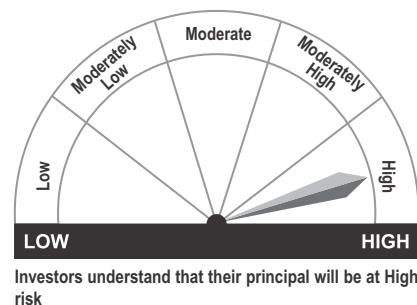 Low
Moderately
Low
Moderate
Moderately
High
High
LOW
HIGH
Investors understand that their principal will be at High
risk